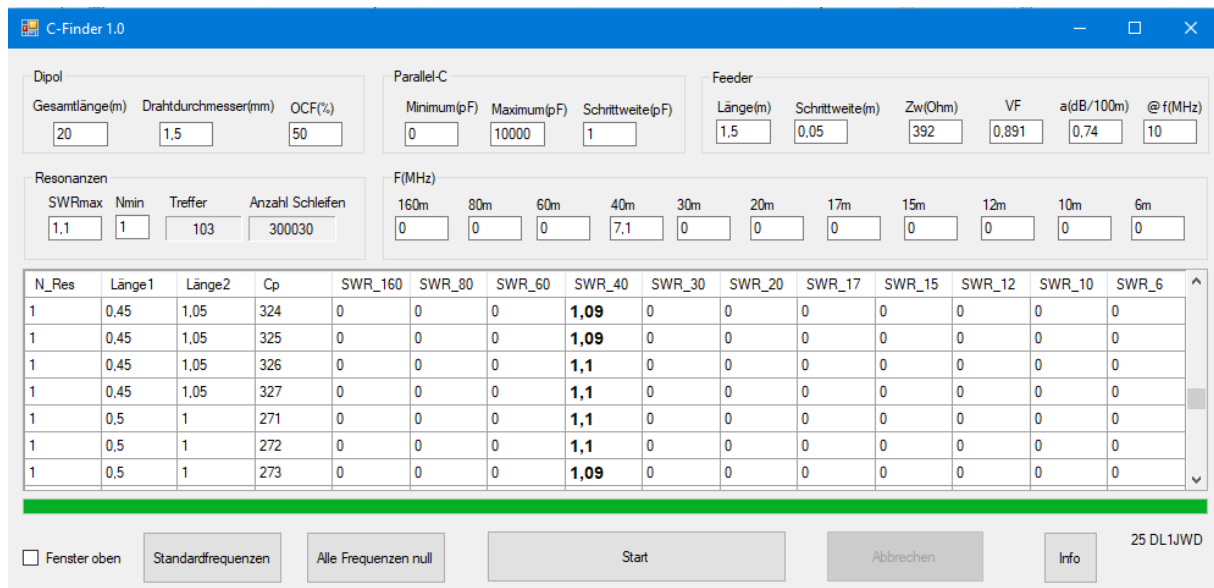 C-Finder 1.0
Dipol
Gesamtlänge(m) Drahtdurchmesser(mm) OCF(%)
20 1,5 50
Parallel-C
Minimum(pF) Maximum(pF) Schrittweite(pF)
0 10000 1
Feeder
Länge(m) Schrittweite(m) Zw(Ohm) VF a(dB/100m) @ f(MHz)
1,5 0,05 392 0,891 0,74 10
Resonanzen
SWRmax Nmin Treffer Anzahl Schleifen
1,1 1 103 300030
F(MHz)
160m 80m 60m 40m 30m 20m 17m 15m 12m 10m 6m
0 0 0 7,1 0 0 0 0 0 0 0
N_Res Länge1 Länge2 Cp SWR_160 SWR_80 SWR_60 SWR_40 SWR_30 SWR_20 SWR_17 SWR_15 SWR_12 SWR_10 SWR_6
1 0,45 1,05 324 0 0 0 1,09 0 0 0 0 0 0 0
1 0,45 1,05 325 0 0 0 1,09 0 0 0 0 0 0 0
1 0,45 1,05 326 0 0 0 1,1 0 0 0 0 0 0 0
1 0,45 1,05 327 0 0 0 1,1 0 0 0 0 0 0 0
1 0,5 1 271 0 0 0 1,1 0 0 0 0 0 0 0
1 0,5 1 272 0 0 0 1,1 0 0 0 0 0 0 0
1 0,5 1 273 0 0 0 1,09 0 0 0 0 0 0 0
Fenster oben Standardfrequenzen Alle Frequenzen null Start Abbrechen Info 25 DL1JWD